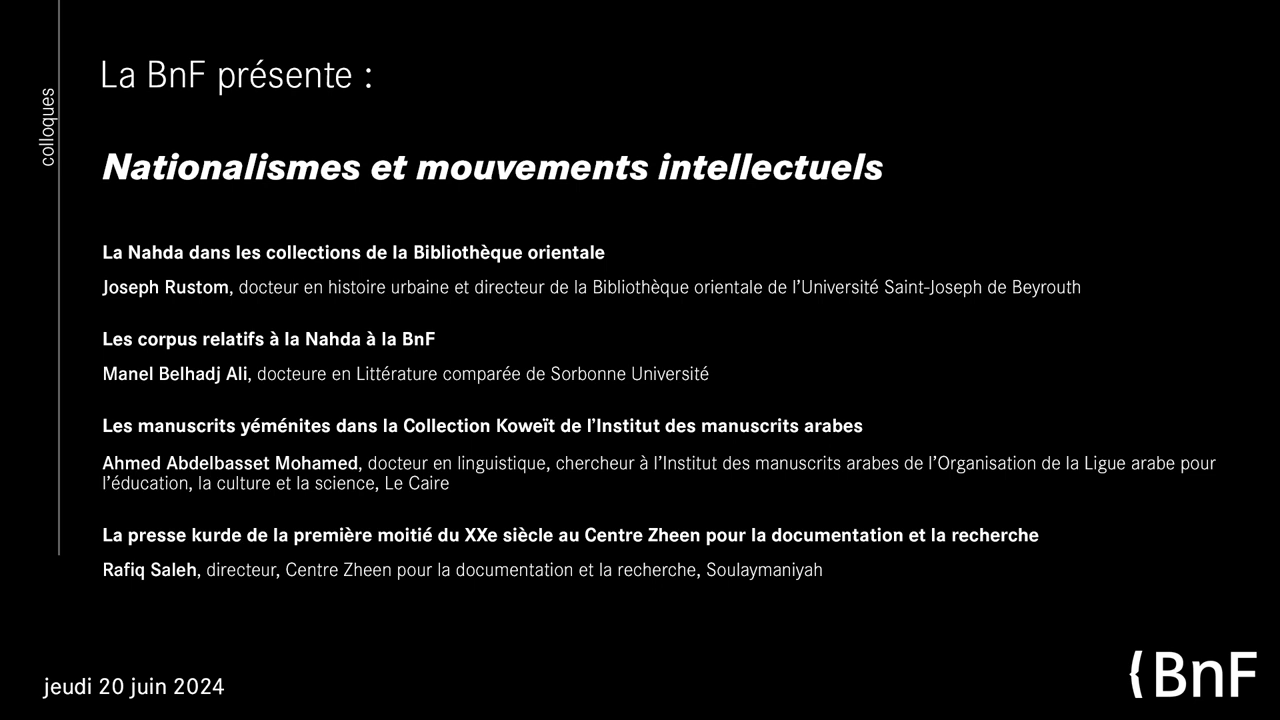 colloques
La BnF présente :
Nationalismes et mouvements intellectuels
La Nahda dans les collections de la Bibliothèque orientale
Joseph Rustom, docteur en histoire urbaine et directeur de la Bibliothèque orientale de l’Université Saint-Joseph de Beyrouth
Les corpus relatifs à la Nahda à la BnF
Manel Belhadj Ali, docteure en Littérature comparée de Sorbonne Université
Les manuscrits yéménites dans la Collection Koweït de l’Institut des manuscrits arabes
Ahmed Abdelbasset Mohamed, docteur en linguistique, chercheur à l’Institut des manuscrits arabes de l’Organisation de la Ligue arabe pour
l’éducation, la culture et la science, Le Caire
La presse kurde de la première moitié du XXe siècle au Centre Zheen pour la documentation et la recherche
Rafiq Saleh, directeur, Centre Zheen pour la documentation et la recherche, Soulaymaniyah
jeudi 20 juin 2024
{BnF